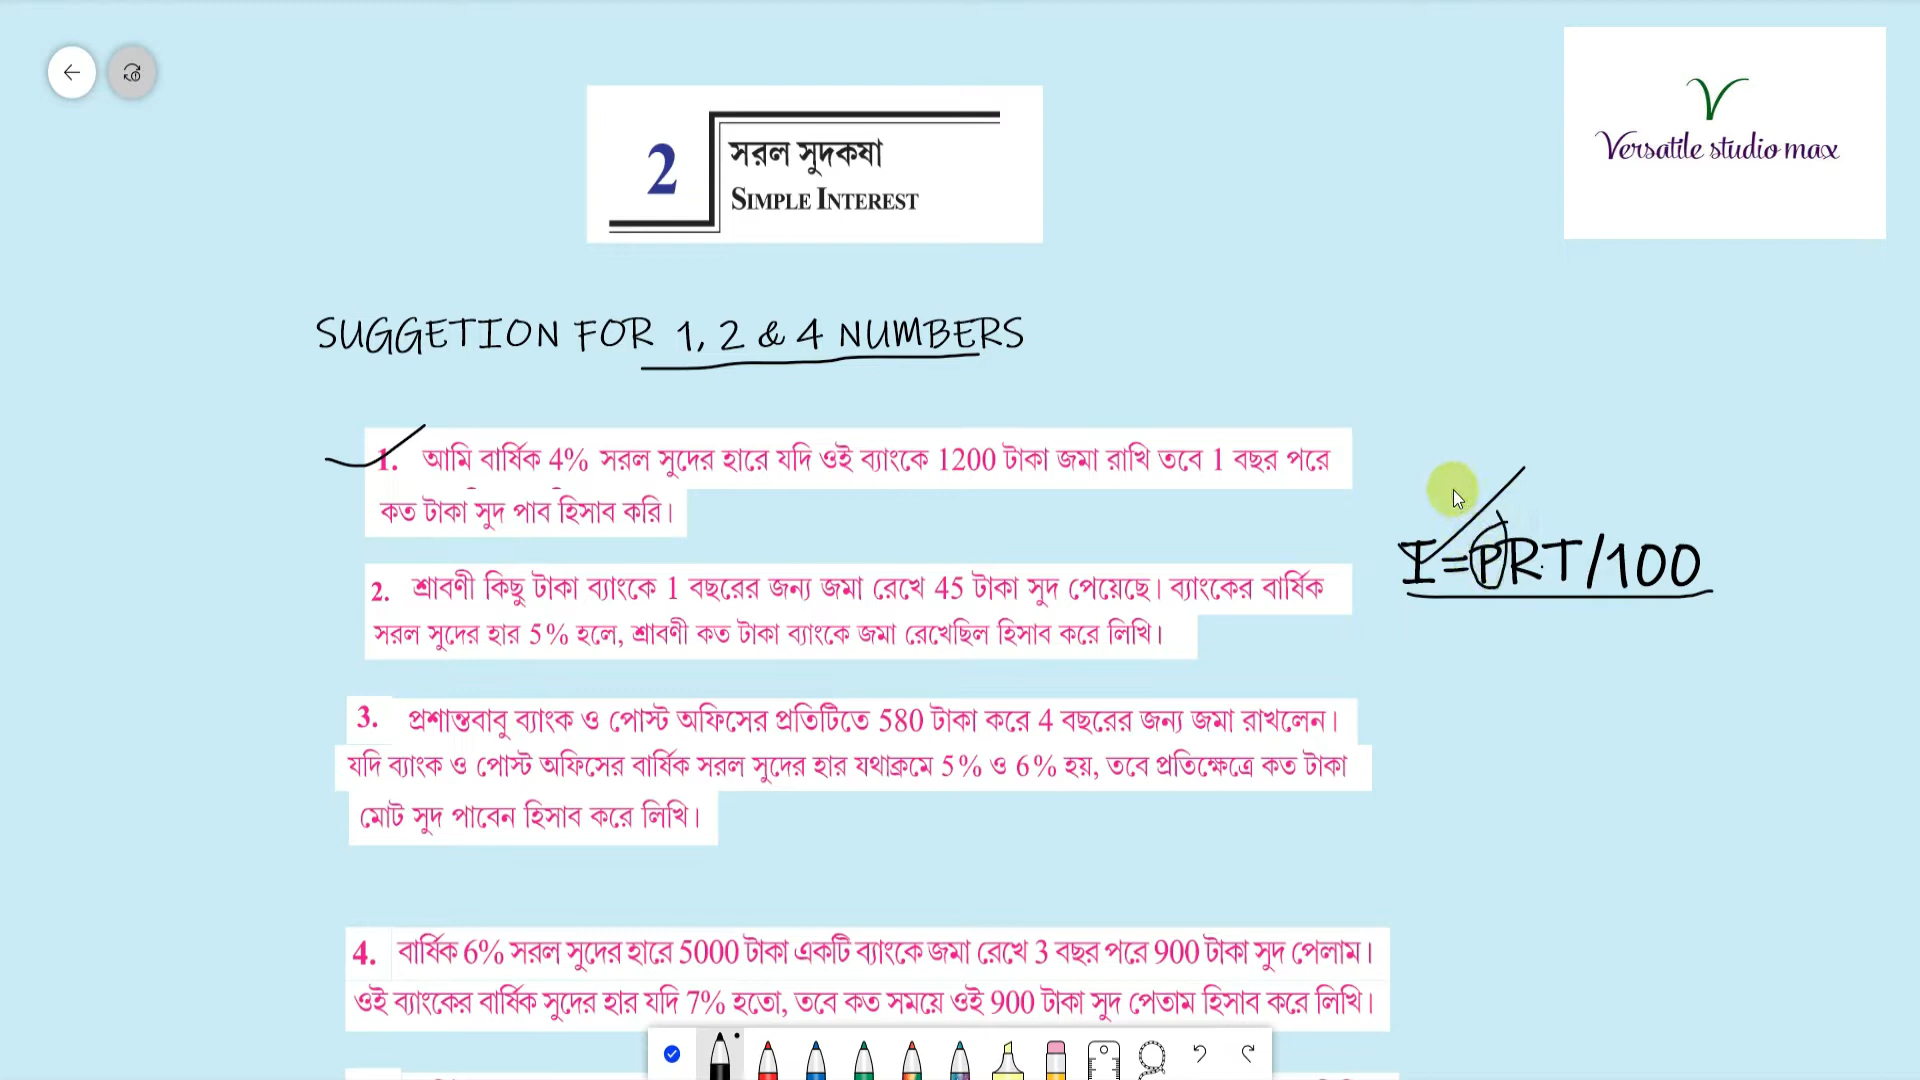 2
সরল সুদকষা
SIMPLE INTEREST
V
Versatile studio max
SUGGETION FOR 1, 2 & 4 NUMBERS
1. আমি বার্ষিক 4% সরল সুদের হারে যদি ওই ব্যাংকে 1200 টাকা জমা রাখি তবে 1 বছর পরে
কত টাকা সুদ পাব হিসাব করি।
I=PRT/100
2. শ্রাবণী কিছু টাকা ব্যাংকে 1 বছরের জন্য জমা রেখে 45 টাকা সুদ পেয়েছে। ব্যাংকের বার্ষিক
সরল সুদের হার 5% হলে, শ্রাবণী কত টাকা ব্যাংকে জমা রেখেছিল হিসাব করে লিখি।
3. প্রশান্তবাবু ব্যাংক ও পোস্ট অফিসের প্রতিটিতে 580 টাকা করে 4 বছরের জন্য জমা রাখলেন।
যদি ব্যাংক ও পোস্ট অফিসের বার্ষিক সরল সুদের হার যথাক্রমে 5% ও 6% হয়, তবে প্রতিক্ষেত্রে কত টাকা
মোট সুদ পাবেন হিসাব করে লিখি।
4. বার্ষিক 6% সরল সুদের হারে 5000 টাকা একটি ব্যাংকে জমা রেখে 3 বছর পরে 900 টাকা সুদ পেলাম।
ওই ব্যাংকের বার্ষিক সুদের হার যদি 7% হতো, তবে কত সময়ে ওই 900 টাকা সুদ পেতাম হিসাব করে লিখি।